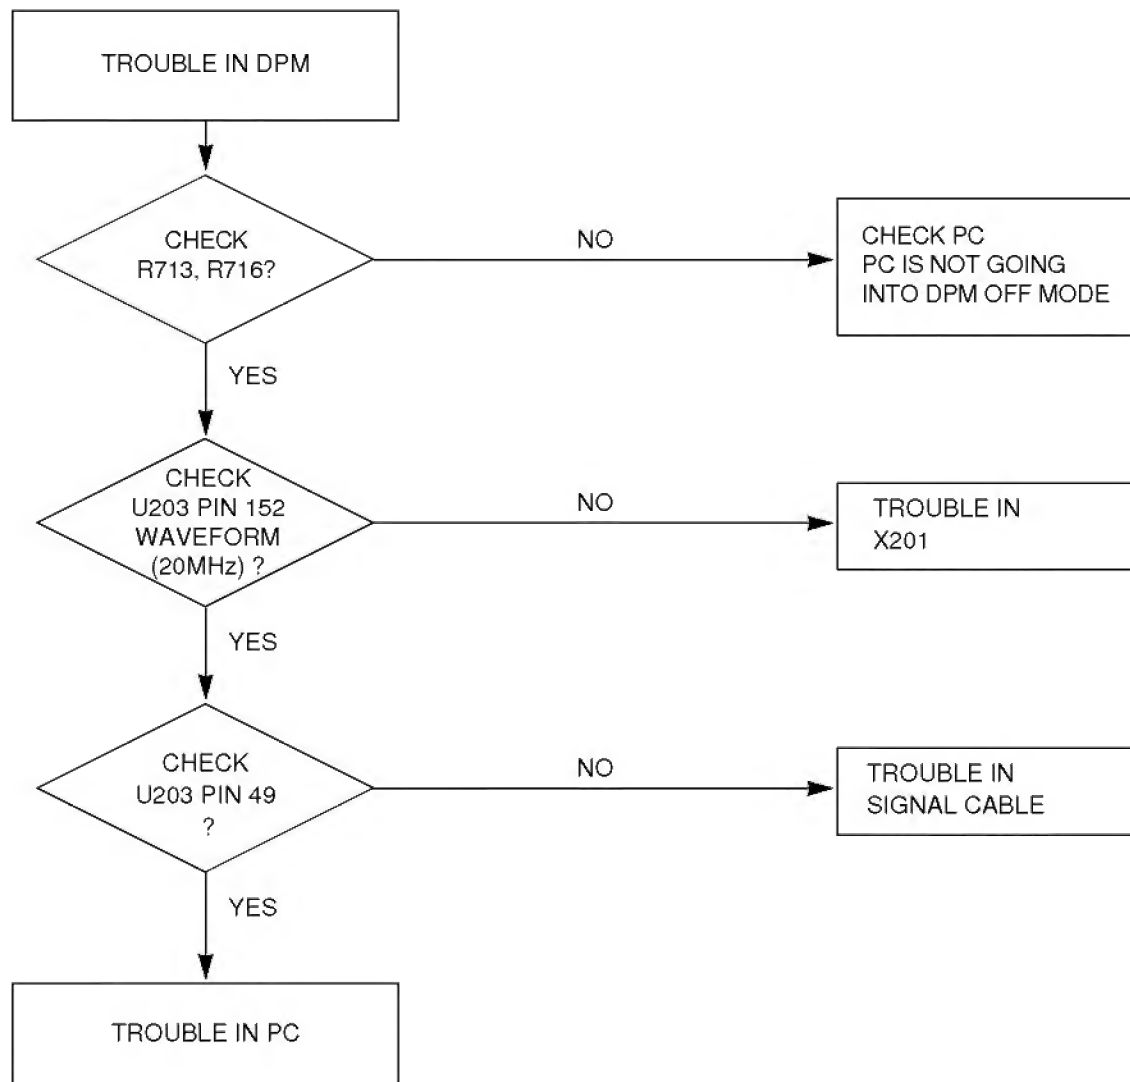 TROUBLE IN DPM
CHECK
R713, R716?
NO
CHECK PC
PC IS NOT GOING
INTO DPM OFF MODE
YES
CHECK
U203 PIN 152
WAVEFORM
(20MHz) ?
NO
TROUBLE IN
X201
YES
CHECK
U203 PIN 49
?
NO
TROUBLE IN
SIGNAL CABLE
YES
TROUBLE IN PC